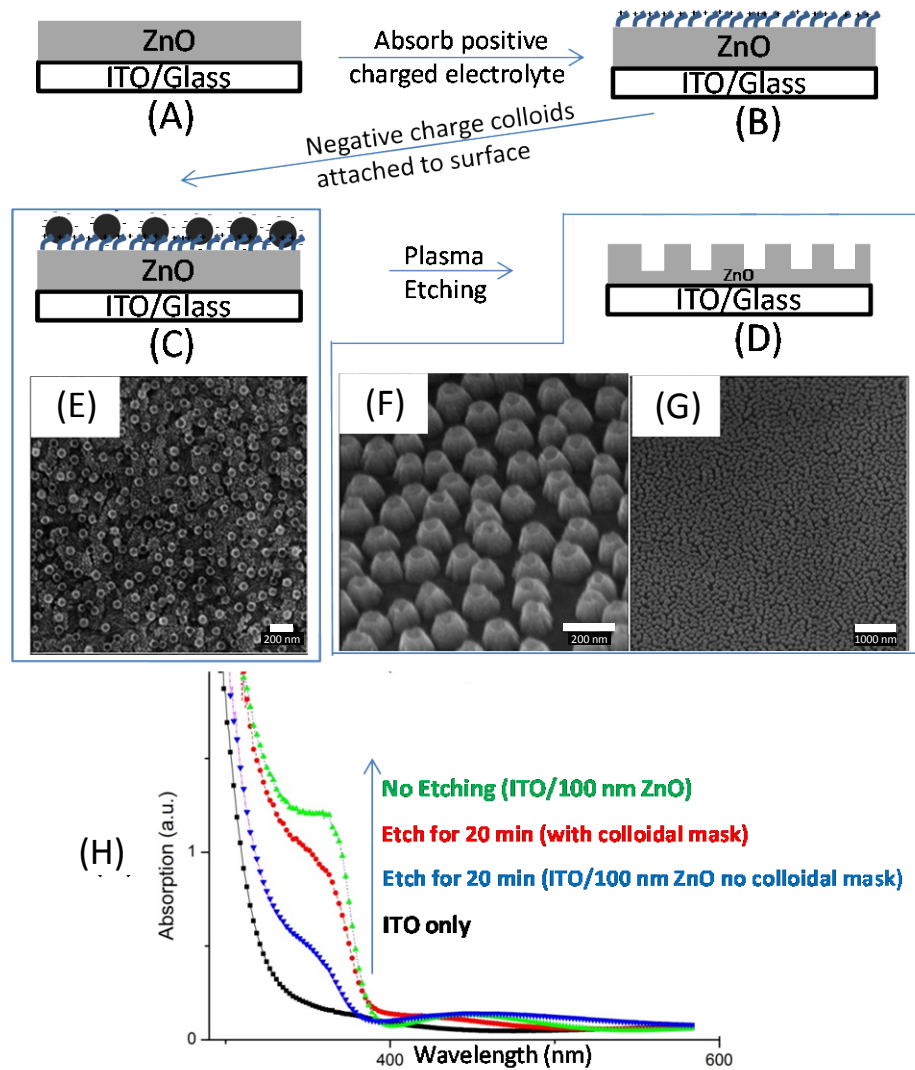 ZnO
ITO/Glass
(A)
Absorb positive
charged electrolyte
ZnO
ITO/Glass
(B)
Negative charge colloids
attached to surface
ZnO
ITO/Glass
(C)
Plasma
Etching
ZnO
ITO/Glass
(D)
(E)
200 nm
(F)
200 nm
(G)
1000 nm
(H)
Absorption (a.u.)
1
0
No Etching (ITO/100 nm ZnO)
Etch for 20 min (with colloidal mask)
Etch for 20 min (ITO/100 nm ZnO no colloidal mask)
ITO only
400
600
Wavelength (nm)